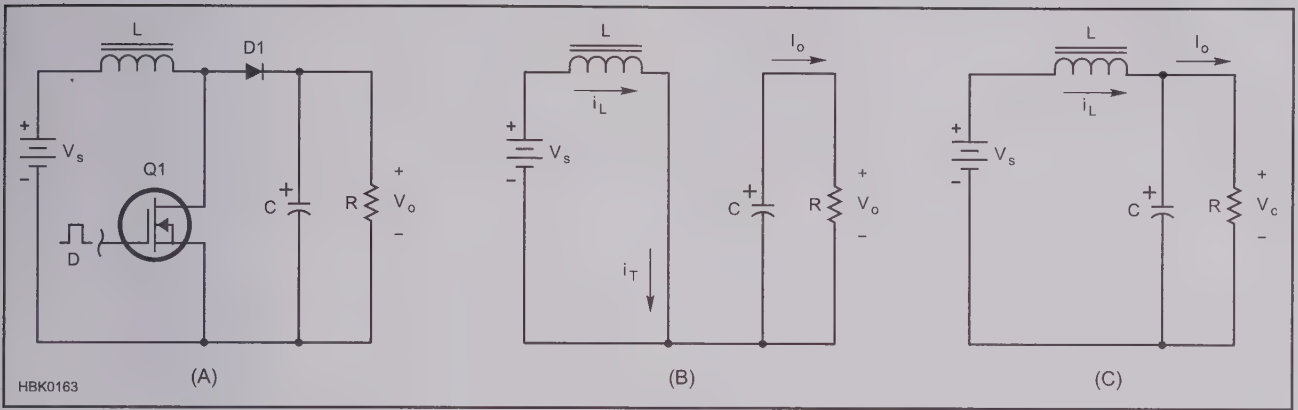 L
D1
+
V_s
-
Q1
D
C
+
R
+
V_o
-
(A)
HBK0163
L
i_L
I_o
+
V_s
-
i_T
C
+
R
+
V_o
-
(B)
L
i_L
I_o
+
V_s
-
C
+
R
+
V_o
-
(C)